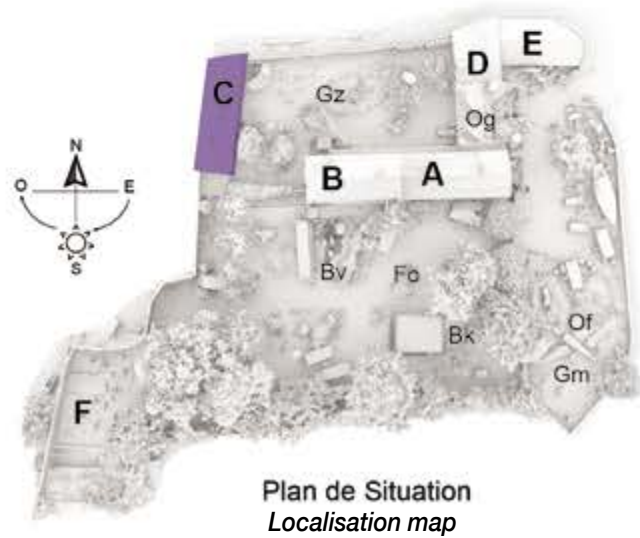 E
D
C
Gz
Og
N
B
A
O
E
S
Bv
Fo
Bk
Of
Gm
F
Plan de Situation
Localisation map